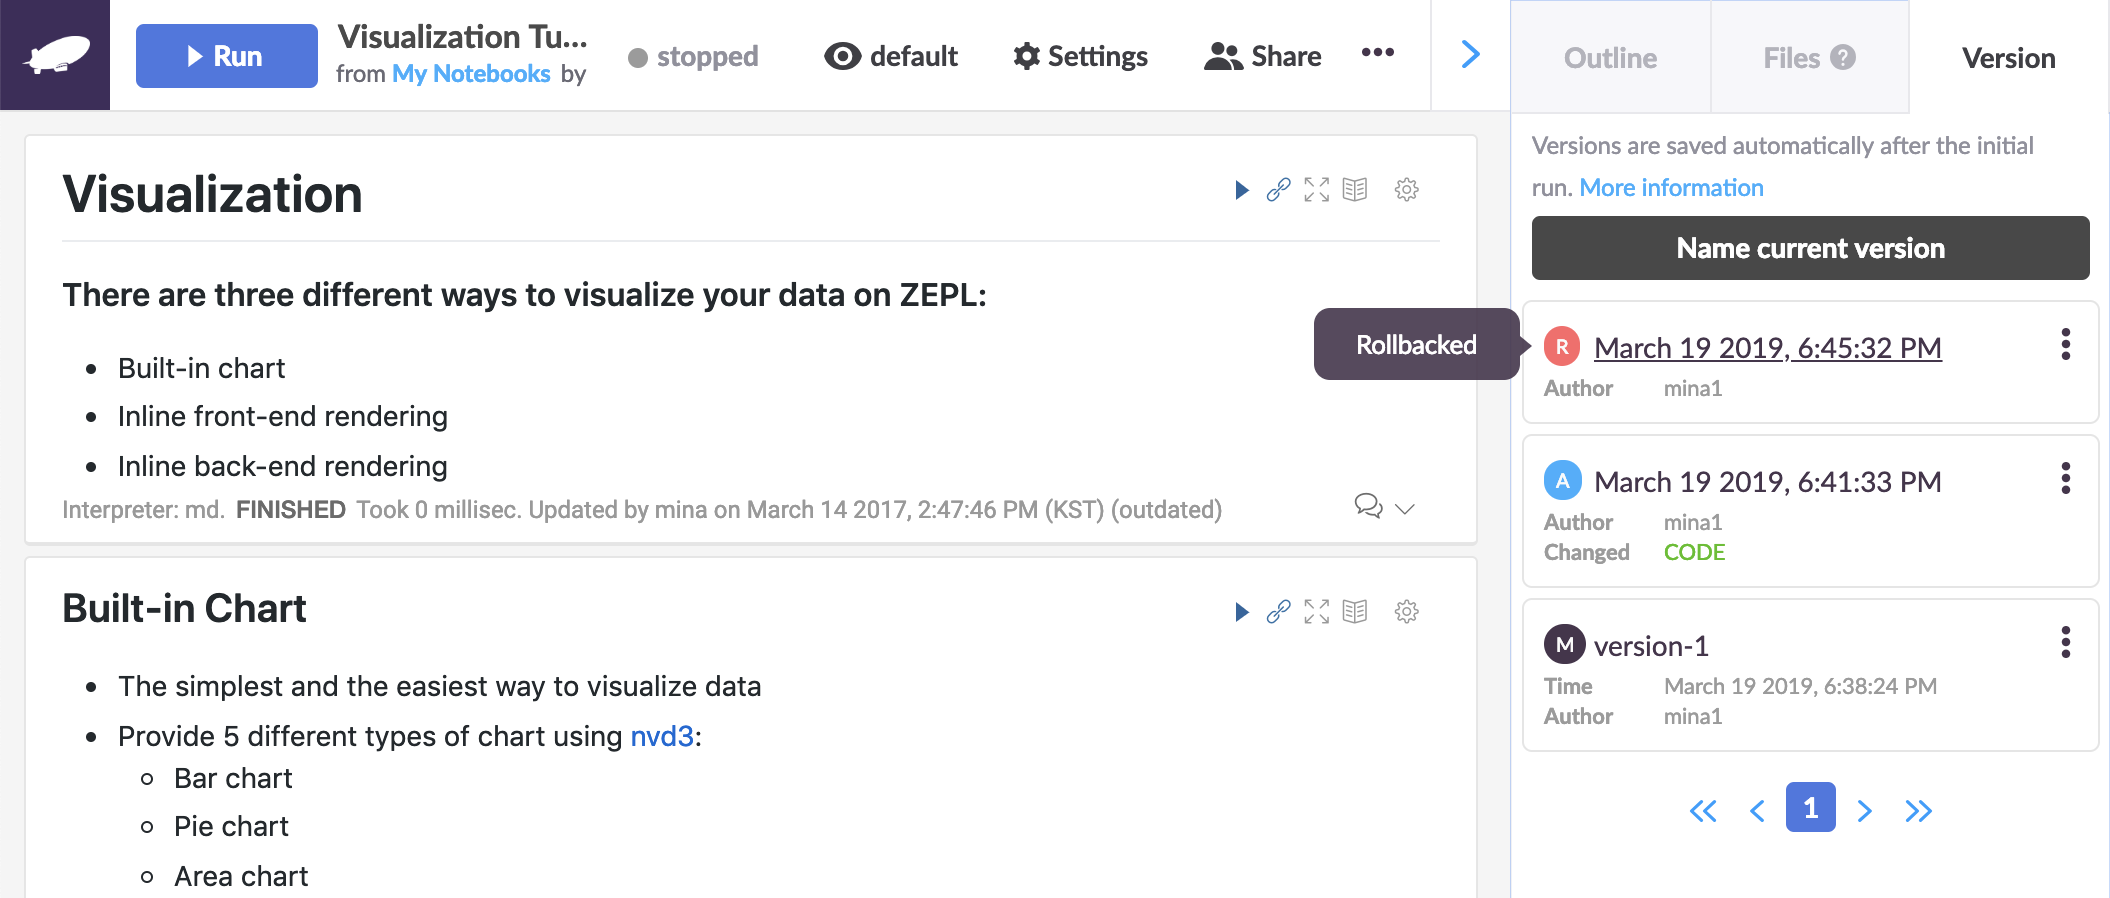 Run
Visualization Tu...
from My Notebooks by
stopped
default
Settings
Share
Outline
Files ?
Version
Visualization
There are three different ways to visualize your data on ZEPL:
Built-in chart
Inline front-end rendering
Inline back-end rendering
Interpreter: md. FINISHED Took 0 millisec. Updated by mina on March 14 2017, 2:47:46 PM (KST) (outdated)
Built-in Chart
The simplest and the easiest way to visualize data
Provide 5 different types of chart using nvd3:
Bar chart
Pie chart
Area chart
Versions are saved automatically after the initial
run. More information
Name current version
Rollbacked
R March 19 2019, 6:45:32 PM
Author mina1
A March 19 2019, 6:41:33 PM
Author mina1
Changed CODE
M version-1
Time March 19 2019, 6:38:24 PM
Author mina1
1